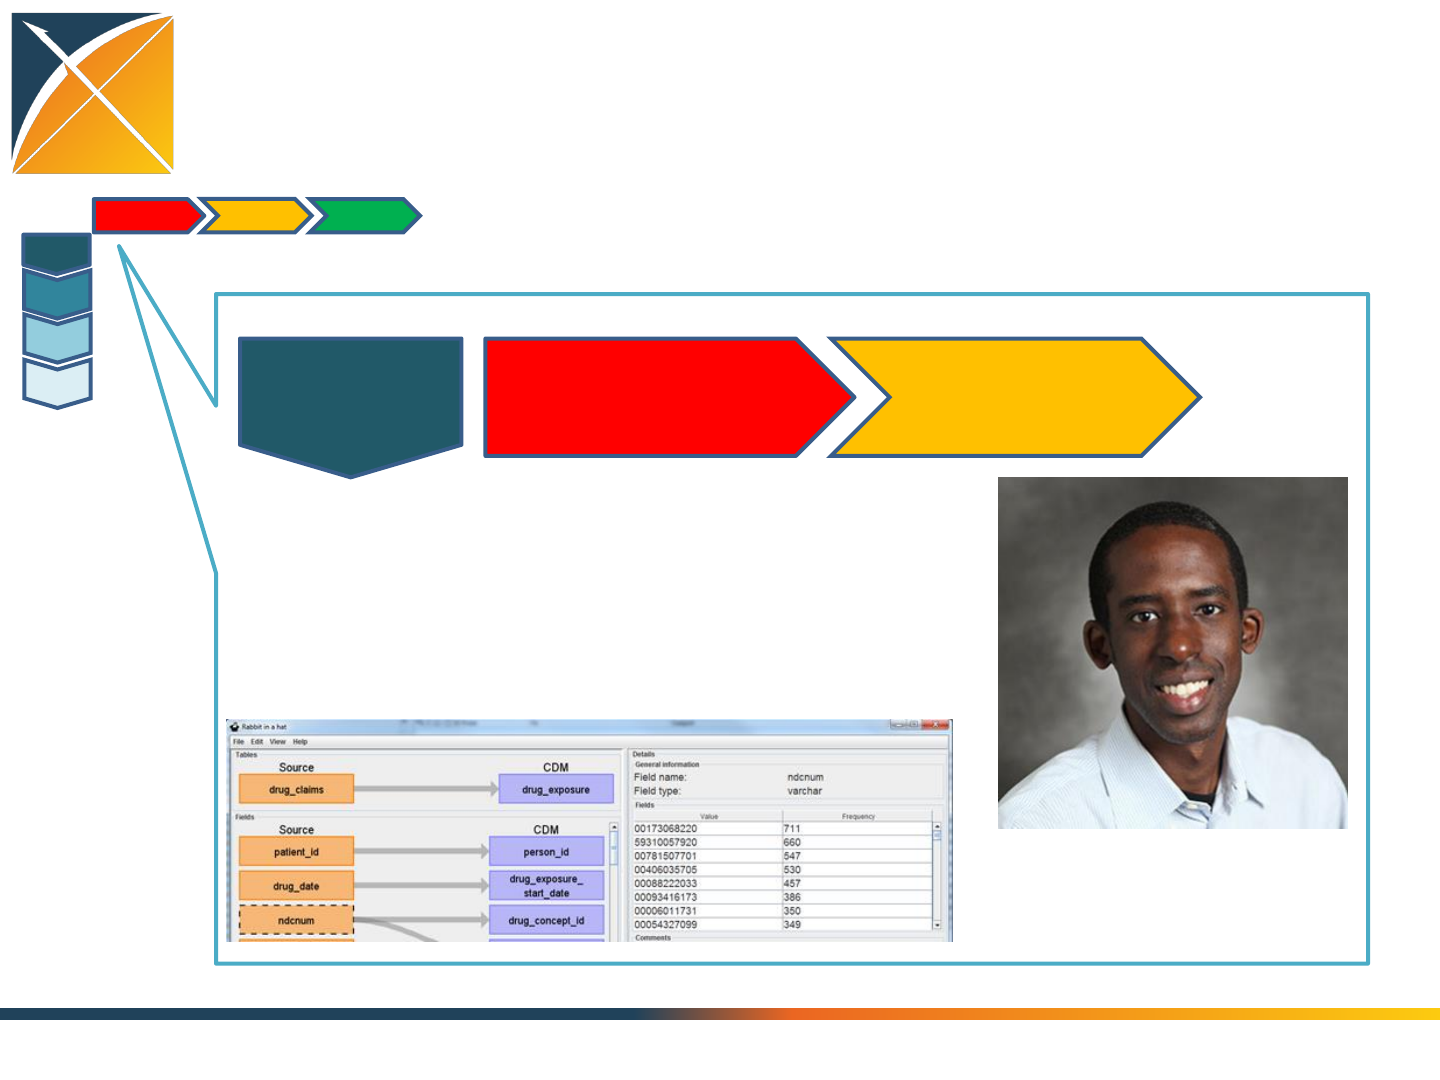 Rabbit in a hat
File Edit View Help
Tables
Source CDM
drug_claims drug_exposure
Fields
Source CDM
patient_id person_id
drug_date drug_exposure_
start_date
ndcnum drug_concept_id
Details
General information
Field name: ndcnum
Field type: varchar
Fields
Value Frequency
00173068220 711
59310057920 660
00781507701 547
00406035705 530
00088222033 457
00093416173 386
00006011731 350
00054327099 349
Comments